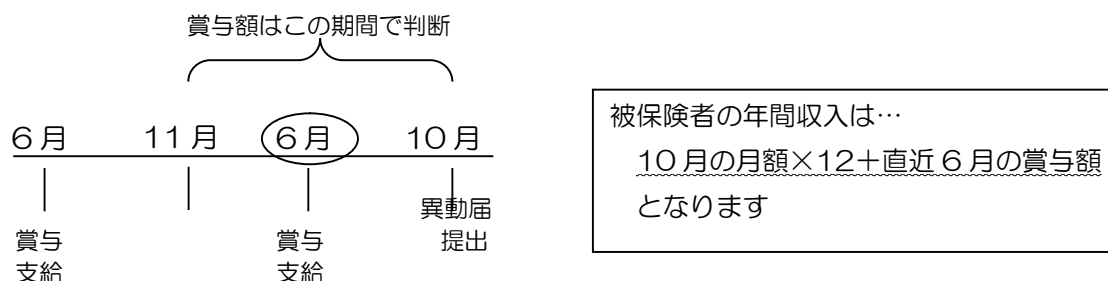 賞与額はこの期間で判断
6月 11月 6月 10月
賞与
支給
賞与
支給
異動届
提出
被保険者の年間収入は…
10月の月額×12+直近6月の賞与額
となります